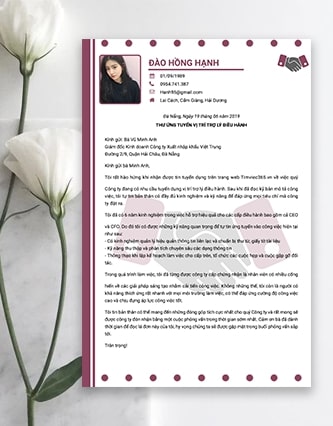 ĐÀO HỒNG HẠNH
01/09/1989
0954.741.387
Hanh95@gmail.com
Lai Cách, Cẩm Giàng, Hải Dương
Đà Nẵng, Ngày 19 tháng 06 năm 2019
THƯ ỨNG TUYỂN VỊ TRÍ TRỢ LÝ ĐIỀU HÀNH
Kính gửi: Bà Vũ Minh Anh
Giám đốc Kinh doanh Công ty Xuất nhập khẩu Việt Trung
Đường 2/9, Quận Hải Châu, Đà Nẵng
Kính gửi bà Minh Anh,
Tôi rất hào hứng khi nhận được tin tuyển dụng trên trang web Timviec365.vn về việc quý
Công ty đang có nhu cầu tuyển dụng vị trí trợ lý điều hành. Sau khi đã đọc kỹ bản mô tả công
việc, tôi tự tin bản thân có đầy đủ kinh nghiệm và kỹ năng để đáp ứng mọi tiêu chí mà công
ty đặt ra.
Tôi đã có 5 năm kinh nghiệm trong việc hỗ trợ hiệu quả cho các cấp điều hành bao gồm cả CEO
và CFO. Do đó tôi có được những kỹ năng quan trọng để tự tin ứng tuyển vào công việc hiện tại
như sau:
- Có kinh nghiệm quản lý hiệu quản thông tin liên lạc và chuẩn bị thư từ, giấy tờ tài liệu
- Kỹ năng thu thập và phân tích chuyên sâu các thông tin, dữ liệu
- Thông thạo khi lập kế hoạch làm việc cho cấp trên, tổ chức các cuộc họp và cuộc gặp gỡ đối
tác.
Trong quá trình làm việc, tôi đã từng được công ty cấp chứng nhận là nhân viên có nhiều cống
hiến về các giải pháp sáng tạo nhằm cải tiến công việc. Không những thế, tôi còn là người có
khả năng thích ứng rất nhanh với mọi môi trường làm việc, có thể đáp ứng cường độ công việc
cao và chịu đựng áp lực công việc tốt.
Tôi tin bản thân có thể mang đến những đóng góp tích cực nhất cho quý Công ty và rất mong sẽ
được công ty đón nhận bằng một cuộc phỏng vấn trong thời gian sớm nhất. Cảm ơn bà đã dành
thời gian để đọc lá đơn này của tôi, hy vọng chúng ta sẽ được gặp mặt trong buổi phỏng vấn sắp
tới.
Trân trọng!